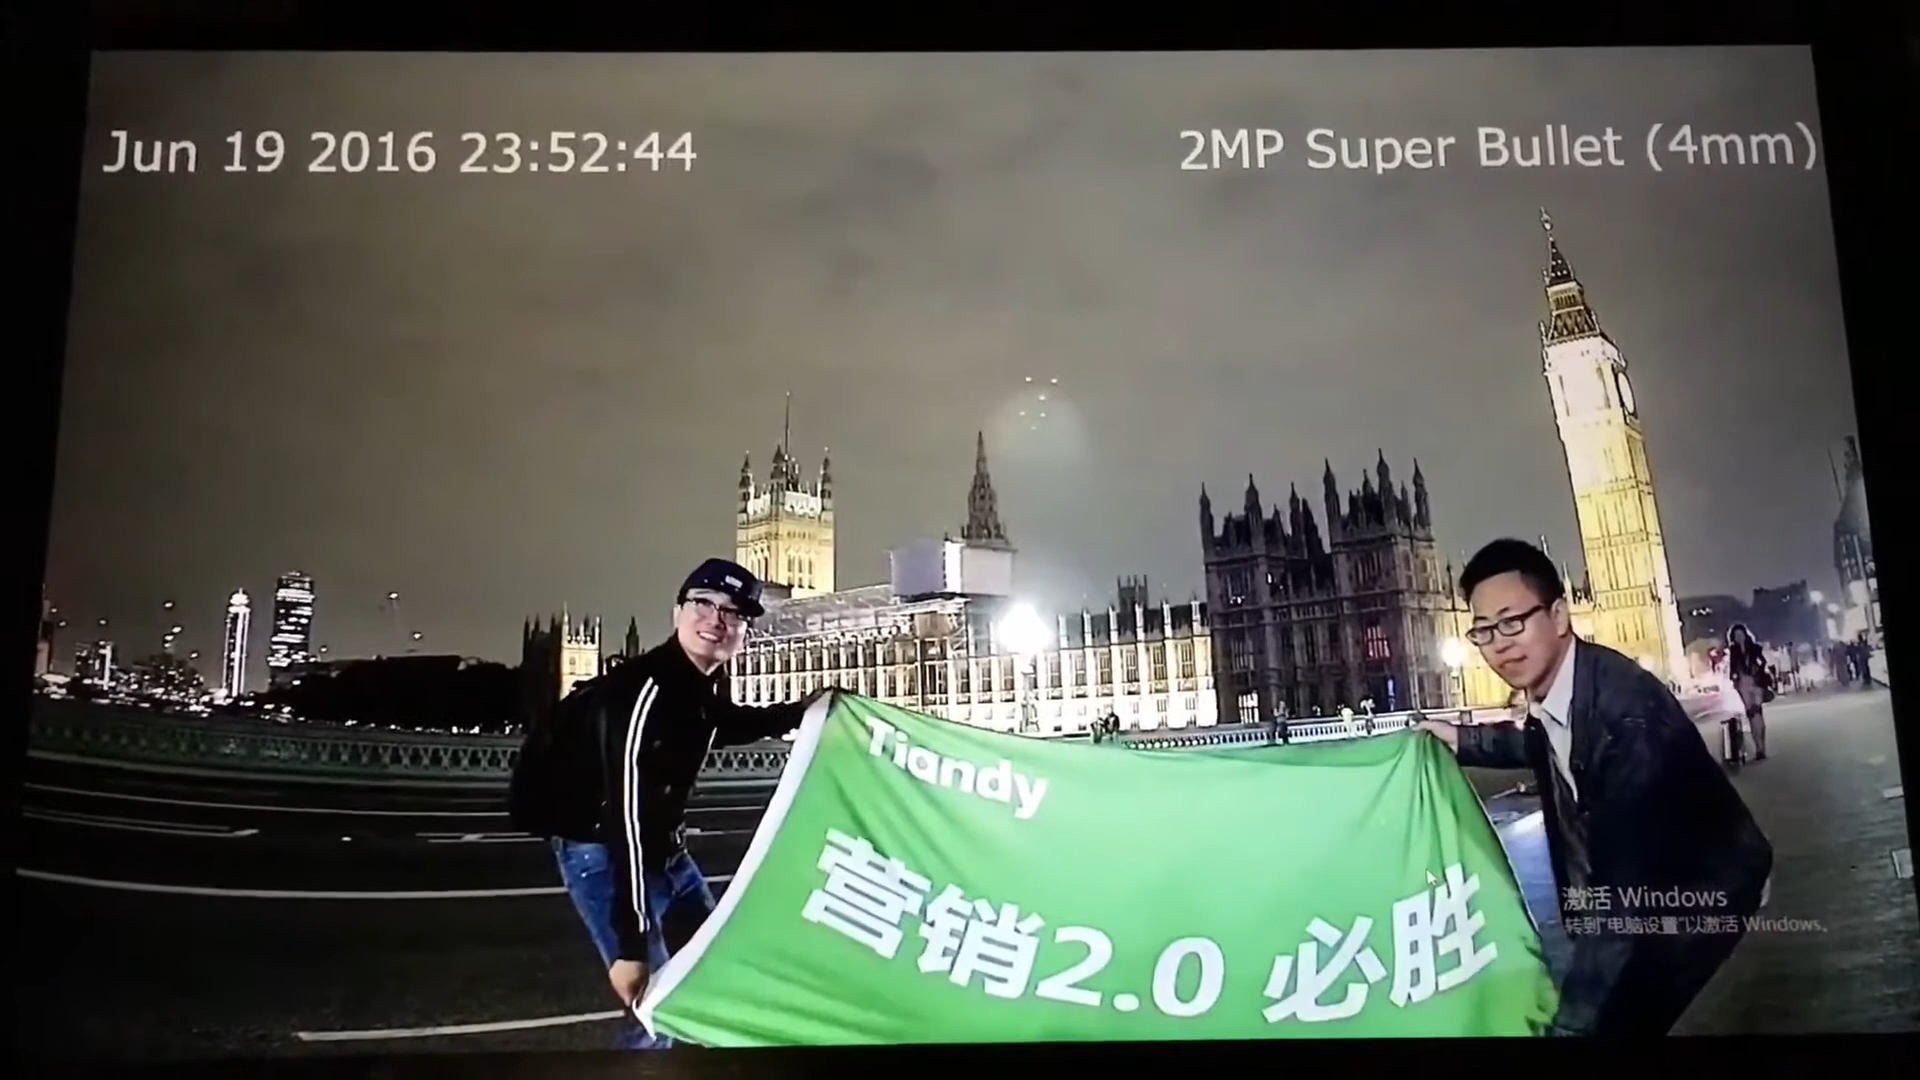 Jun 19 2016 23:52:44
2MP Super Bullet (4mm)
Tiandy
营销2.0 必胜
激活 Windows
转到"电脑设置"以激活 Windows。